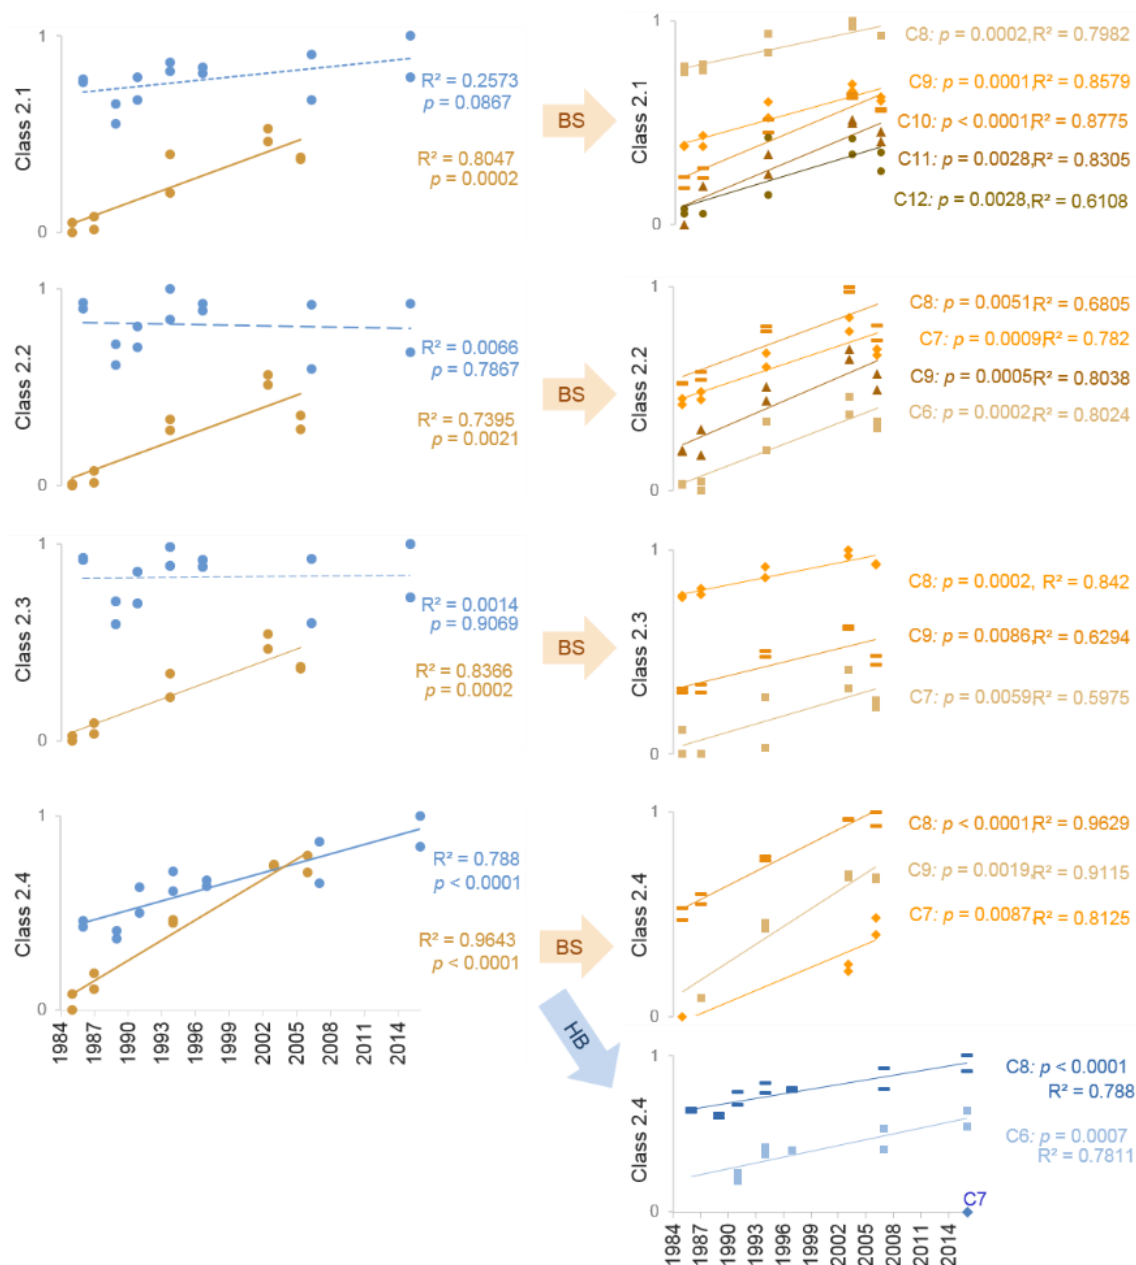 1
Class 2.1
0
R² = 0.2573
p = 0.0867
R² = 0.8047
p = 0.0002
BS
1
Class 2.1
0
C8: p = 0.0002, R² = 0.7982
C9: p = 0.0001 R² = 0.8579
C10: p < 0.0001, R² = 0.8775
C11: p = 0.0028, R² = 0.8305
C12: p = 0.0028, R² = 0.6108
1
Class 2.2
0
R² = 0.0066
p = 0.7867
R² = 0.7395
p = 0.0021
BS
1
Class 2.2
0
C8: p = 0.0051, R² = 0.6805
C7: p = 0.0009, R² = 0.782
C9: p = 0.0005, R² = 0.8038
C6: p = 0.0002, R² = 0.8024
1
Class 2.3
0
R² = 0.0014
p = 0.9069
R² = 0.8366
p = 0.0002
BS
1
Class 2.3
0
C8: p = 0.0002, R² = 0.842
C9: p = 0.0086, R² = 0.6294
C7: p = 0.0059, R² = 0.5975
1
Class 2.4
0
R² = 0.788
p < 0.0001
R² = 0.9643
p < 0.0001
1984 1987 1990 1993 1996 1999 2002 2005 2008 2011 2014
BS
HB
1
Class 2.4
0
C8: p < 0.0001, R² = 0.9629
C9: p = 0.0019, R² = 0.9115
C7: p = 0.0087, R² = 0.8125
1
Class 2.4
0
C8: p < 0.0001
R² = 0.788
C6: p = 0.0007
R² = 0.7811
C7
1984 1987 1990 1993 1996 1999 2002 2005 2008 2011 2014